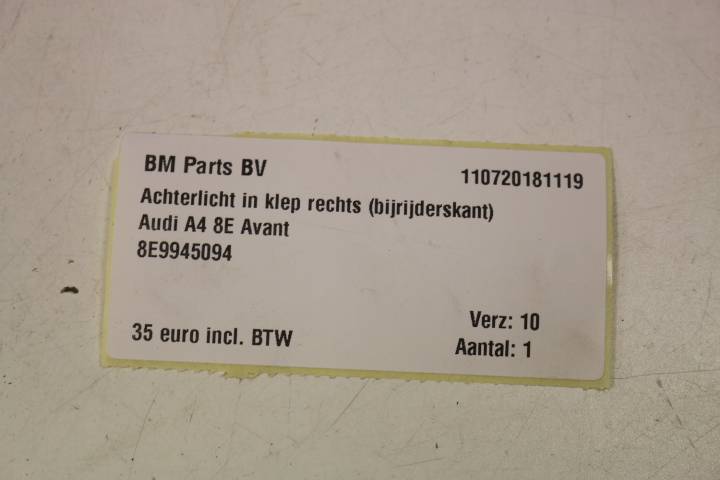 BM Parts BV 110720181119
Achterlicht in klep rechts (bijrijderskant)
Audi A4 8E Avant
8E9945094
Verz: 10
35 euro incl. BTW Aantal: 1